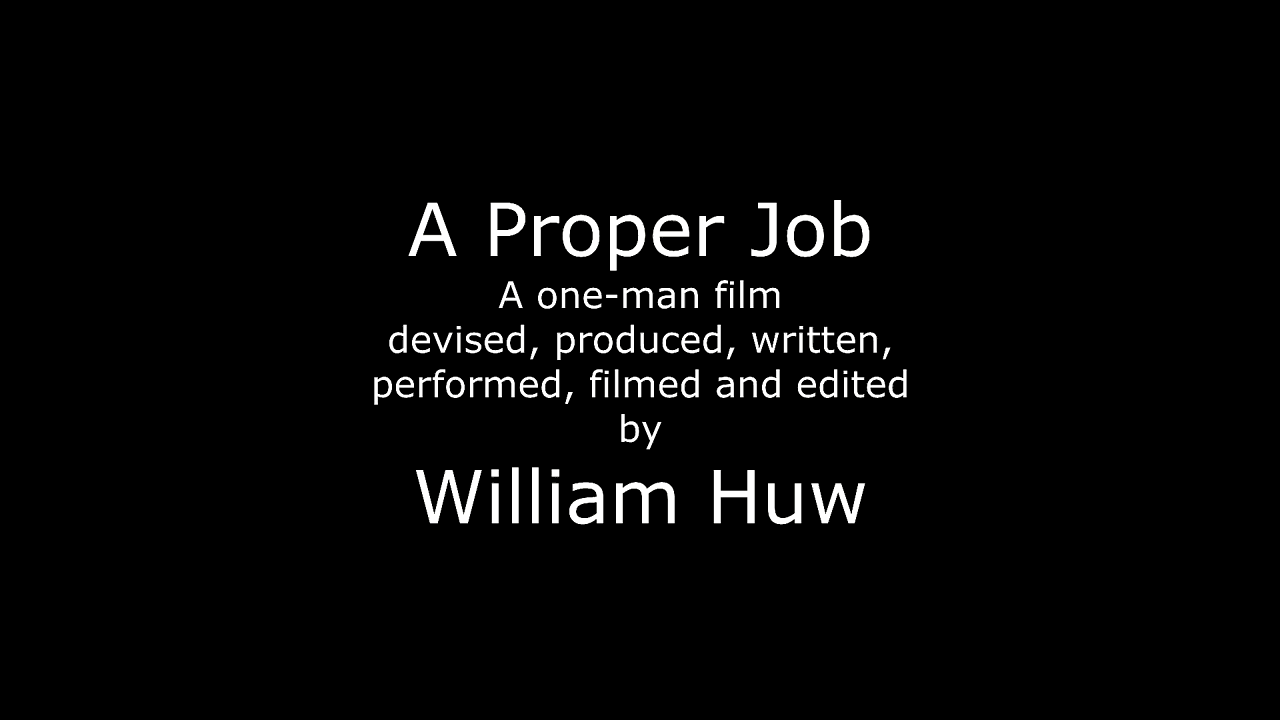 A Proper Job
A one-man film
devised, produced, written,
performed, filmed and edited
by
William Huw